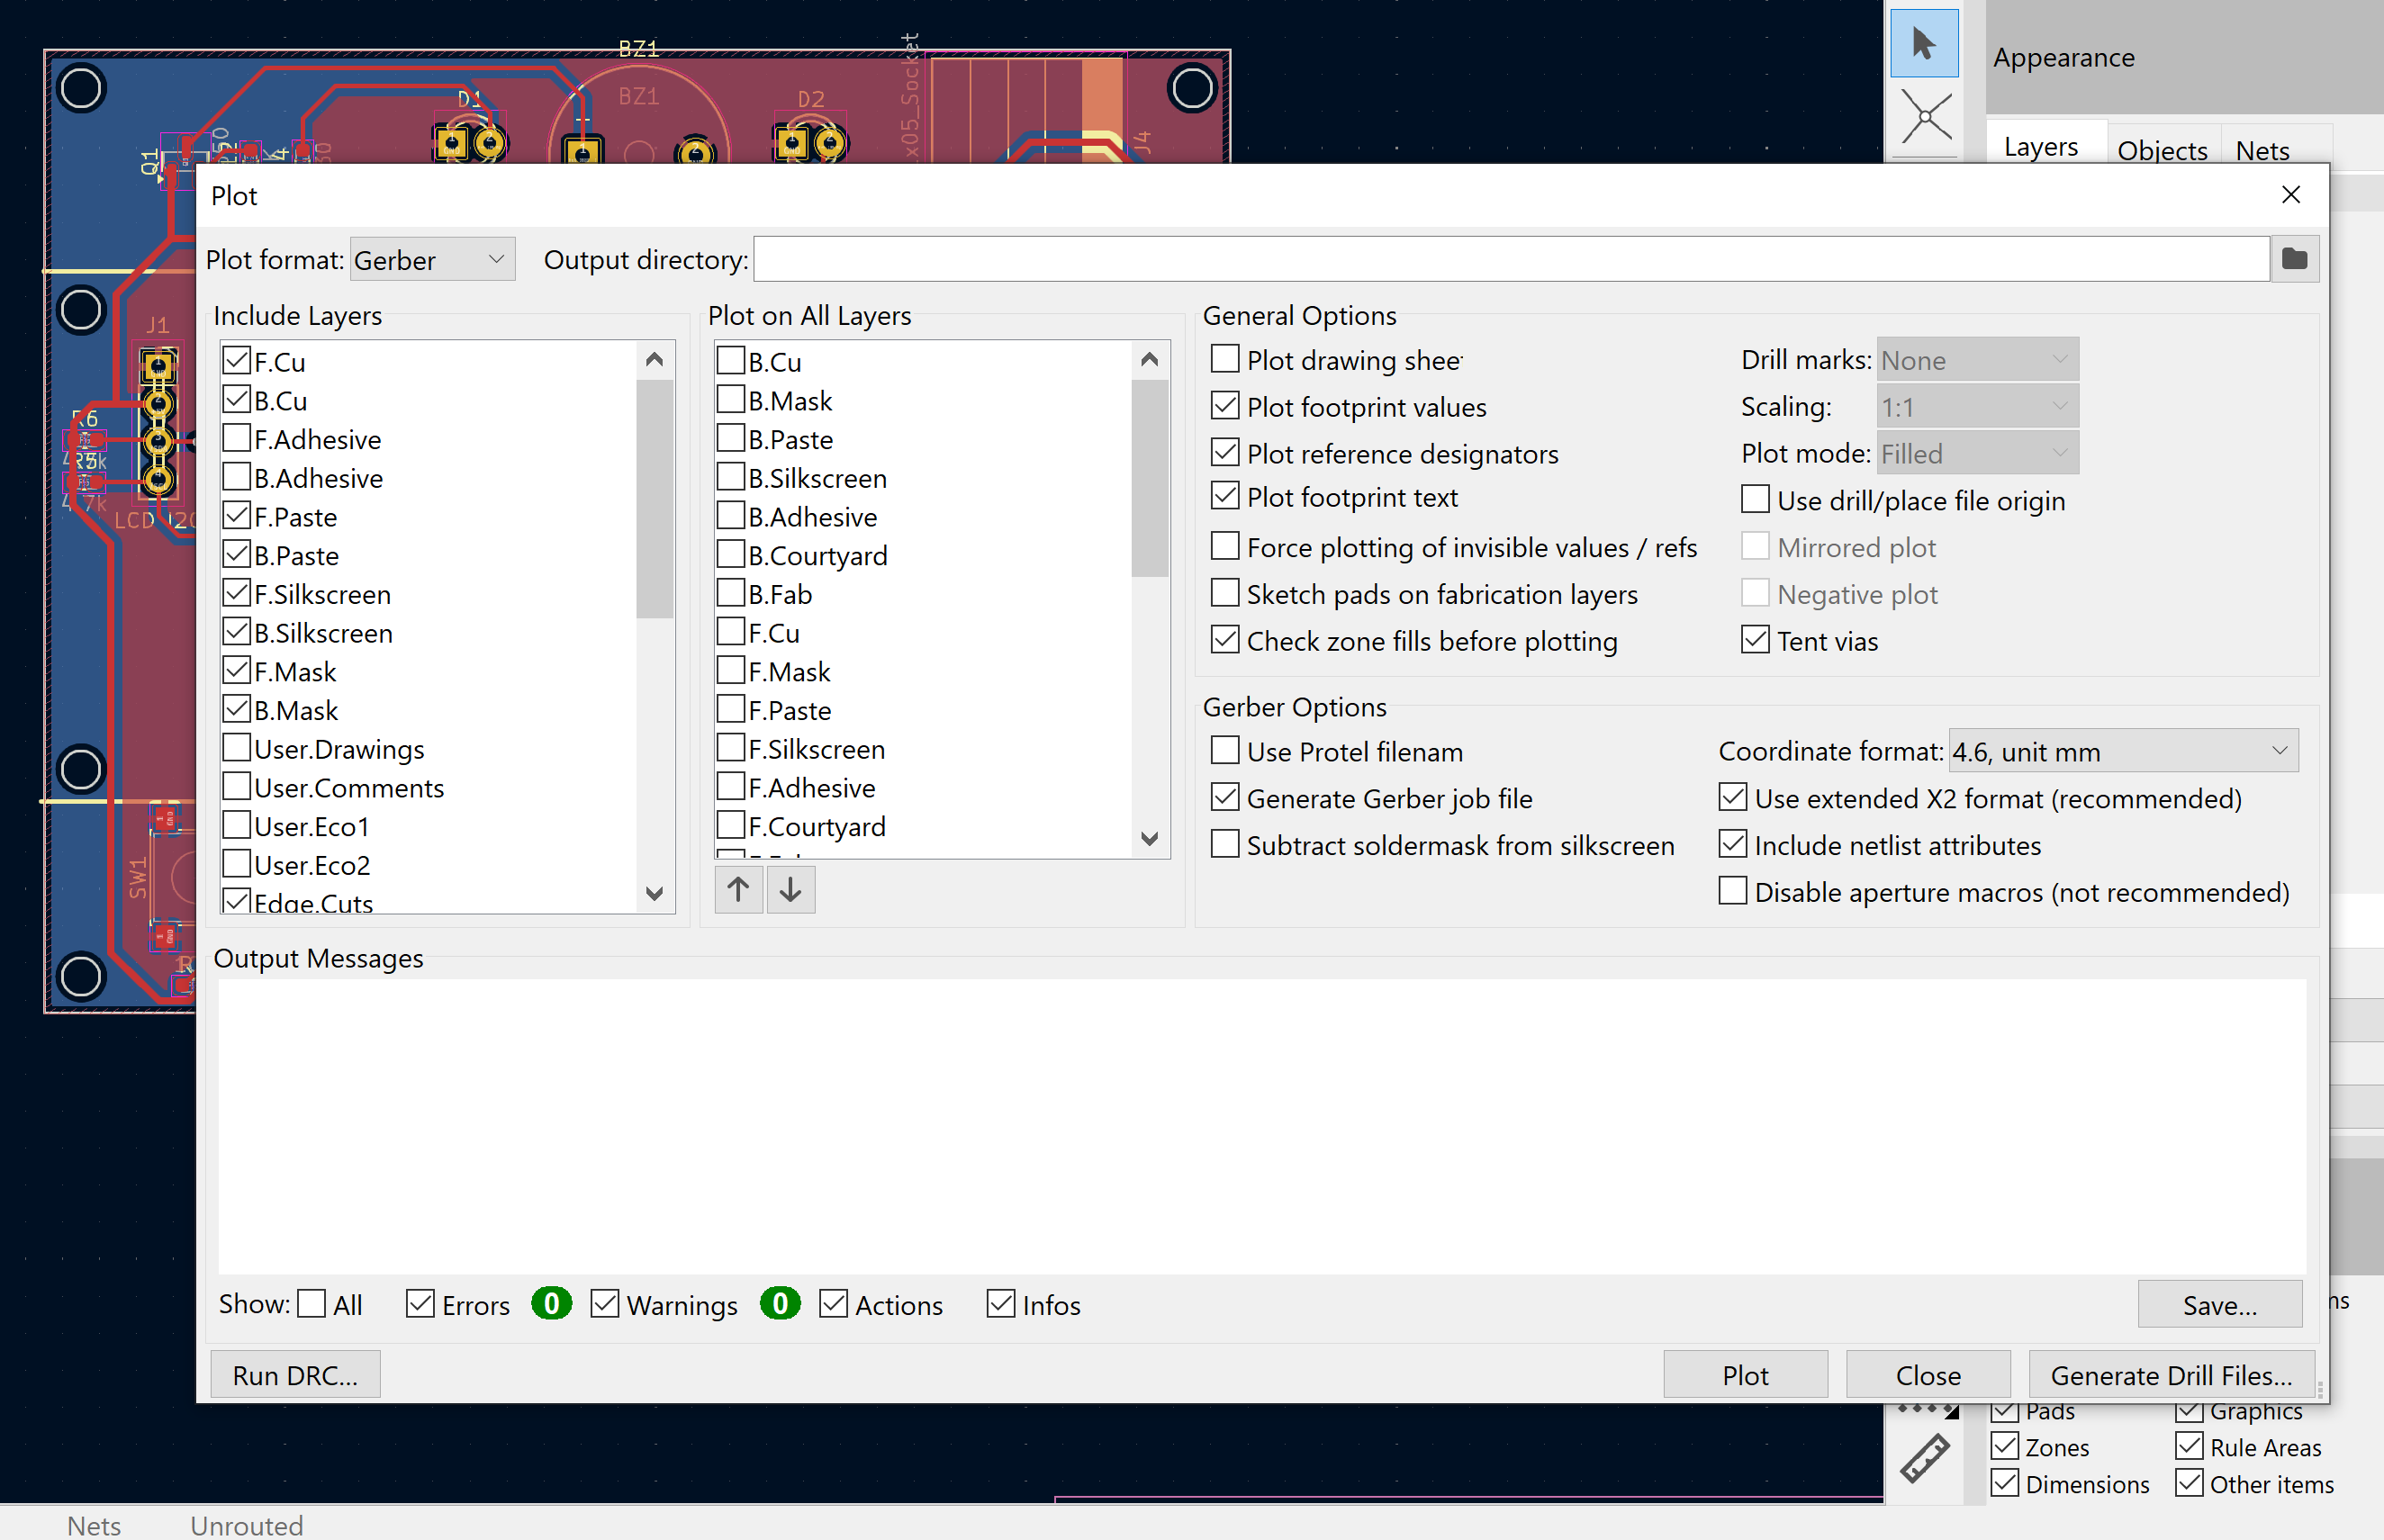 BZ1
x05_Socket
D1
BZ1
D2
J4
Q1
Appearance
Layers
Objects
Nets
Plot
Plot format:
Gerber
Output directory:
J1
R6
R5
4.7k
SW1
GND
GND
Include Layers
F.Cu
B.Cu
F.Adhesive
B.Adhesive
F.Paste
B.Paste
F.Silkscreen
B.Silkscreen
F.Mask
B.Mask
User.Drawings
User.Comments
User.Eco1
User.Eco2
Edge.Cuts
Plot on All Layers
B.Cu
B.Mask
B.Paste
B.Silkscreen
B.Adhesive
B.Courtyard
B.Fab
F.Cu
F.Mask
F.Paste
F.Silkscreen
F.Adhesive
F.Courtyard
General Options
Plot drawing shee
Plot footprint values
Plot reference designators
Plot footprint text
Force plotting of invisible values / refs
Sketch pads on fabrication layers
Check zone fills before plotting
Drill marks:
None
Scaling:
1:1
Plot mode:
Filled
Use drill/place file origin
Mirrored plot
Negative plot
Tent vias
Gerber Options
Use Protel filenam
Generate Gerber job file
Subtract soldermask from silkscreen
Coordinate format:
4.6, unit mm
Use extended X2 format (recommended)
Include netlist attributes
Disable aperture macros (not recommended)
Output Messages
Show:
All
Errors
0
Warnings
0
Actions
Infos
Save...
ns
Run DRC...
Plot
Close
Generate Drill Files...
Pads
Graphics
Zones
Rule Areas
Dimensions
Other items
Nets
Unrouted